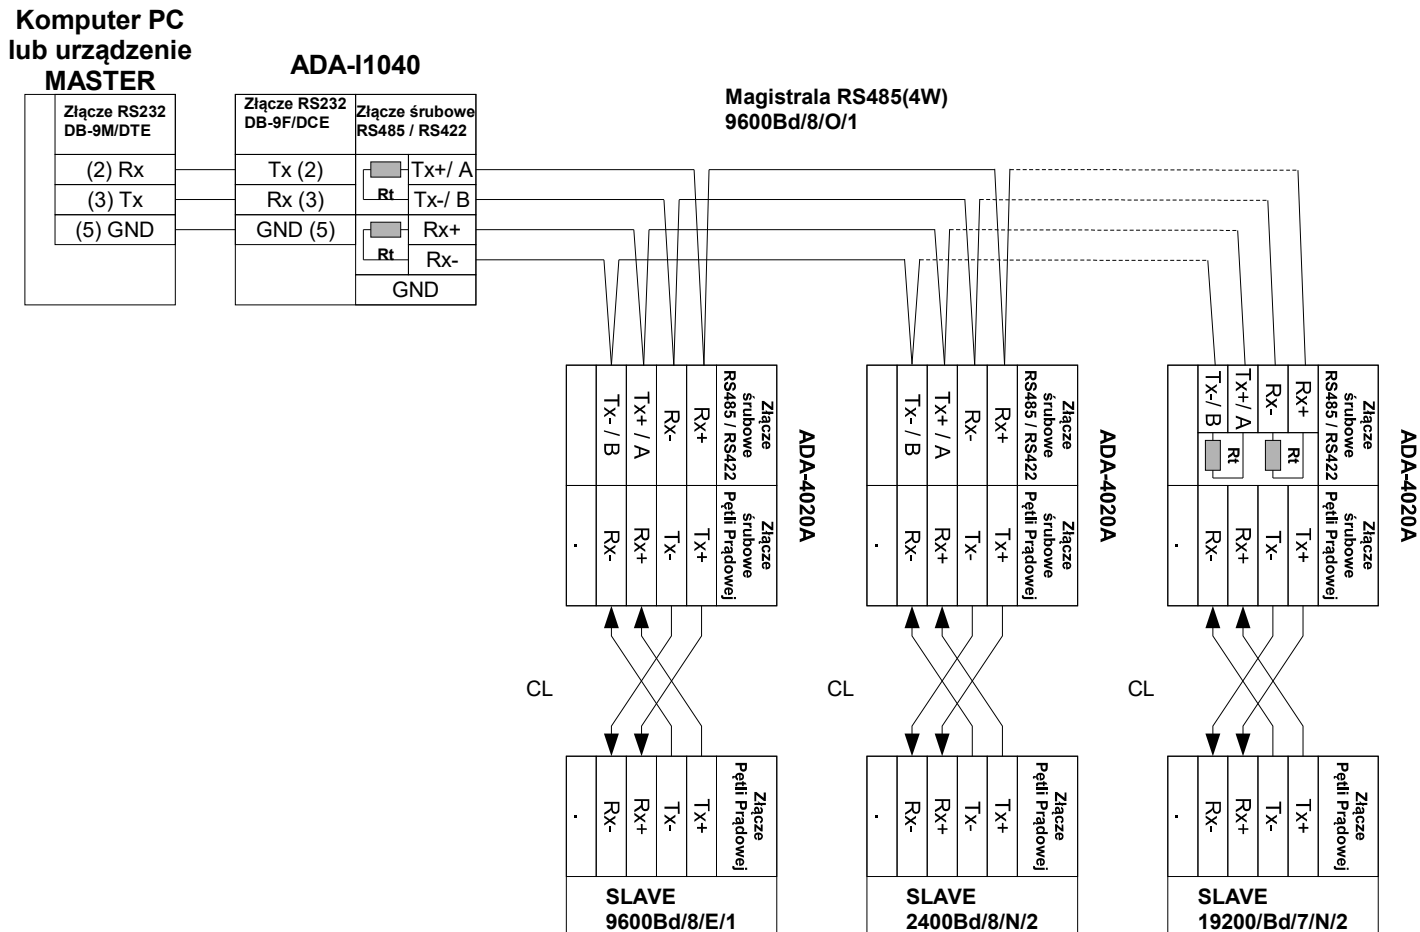 Komputer PC
lub urządzenie
MASTER
ADA-I1040
Złącze RS232
DB-9M/DTE
(2) Rx
(3) Tx
(5) GND
Złącze RS232
DB-9F/DCE
Tx (2)
Rx (3)
GND (5)
Złącze śrubowe
RS485 / RS422
Rt
Tx+/ A
Tx-/ B
Rt
Rx+
Rx-
GND
Magistrala RS485(4W)
9600Bd/8/O/1
Tx- / B
Tx+ / A
Rx-
Rx+
Złącze
śrubowe
RS485 / RS422
ADA-4020A
.
Rx-
Rx+
Tx-
Tx+
Złącze
śrubowe
Pętli Prądowej
Tx- / B
Tx+ / A
Rx-
Rx+
Złącze
śrubowe
RS485 / RS422
ADA-4020A
.
Rx-
Rx+
Tx-
Tx+
Złącze
śrubowe
Pętli Prądowej
Tx-/ B
Tx+/ A
Rx-
Rx+
Rt
Rt
Złącze
śrubowe
RS485 / RS422
ADA-4020A
.
Rx-
Rx+
Tx-
Tx+
Złącze
śrubowe
Pętli Prądowej
CL
CL
CL
.
Rx-
Rx+
Tx-
Tx+
Złącze
Pętli Prądowej
SLAVE
9600Bd/8/E/1
.
Rx-
Rx+
Tx-
Tx+
Złącze
Pętli Prądowej
SLAVE
2400Bd/8/N/2
.
Rx-
Rx+
Tx-
Tx+
Złącze
Pętli Prądowej
SLAVE
19200/Bd/7/N/2